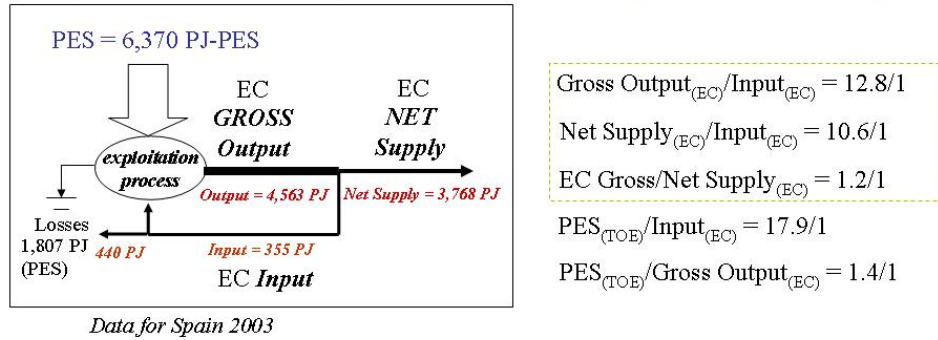 PES = 6,370 PJ-PES
EC
GROSS
Output
EC
NET
Supply
exploitation
process
Output = 4,563 PJ
Net Supply = 3,768 PJ
Losses
1,807 PJ
(PES)
440 PJ
Input = 355 PJ
EC Input
Data for Spain 2003
Gross Output(EC)/Input(EC) = 12.8/1
Net Supply(EC)/Input(EC) = 10.6/1
EC Gross/Net Supply(EC) = 1.2/1
PES(TOE)/Input(EC) = 17.9/1
PES(TOE)/Gross Output(EC) = 1.4/1